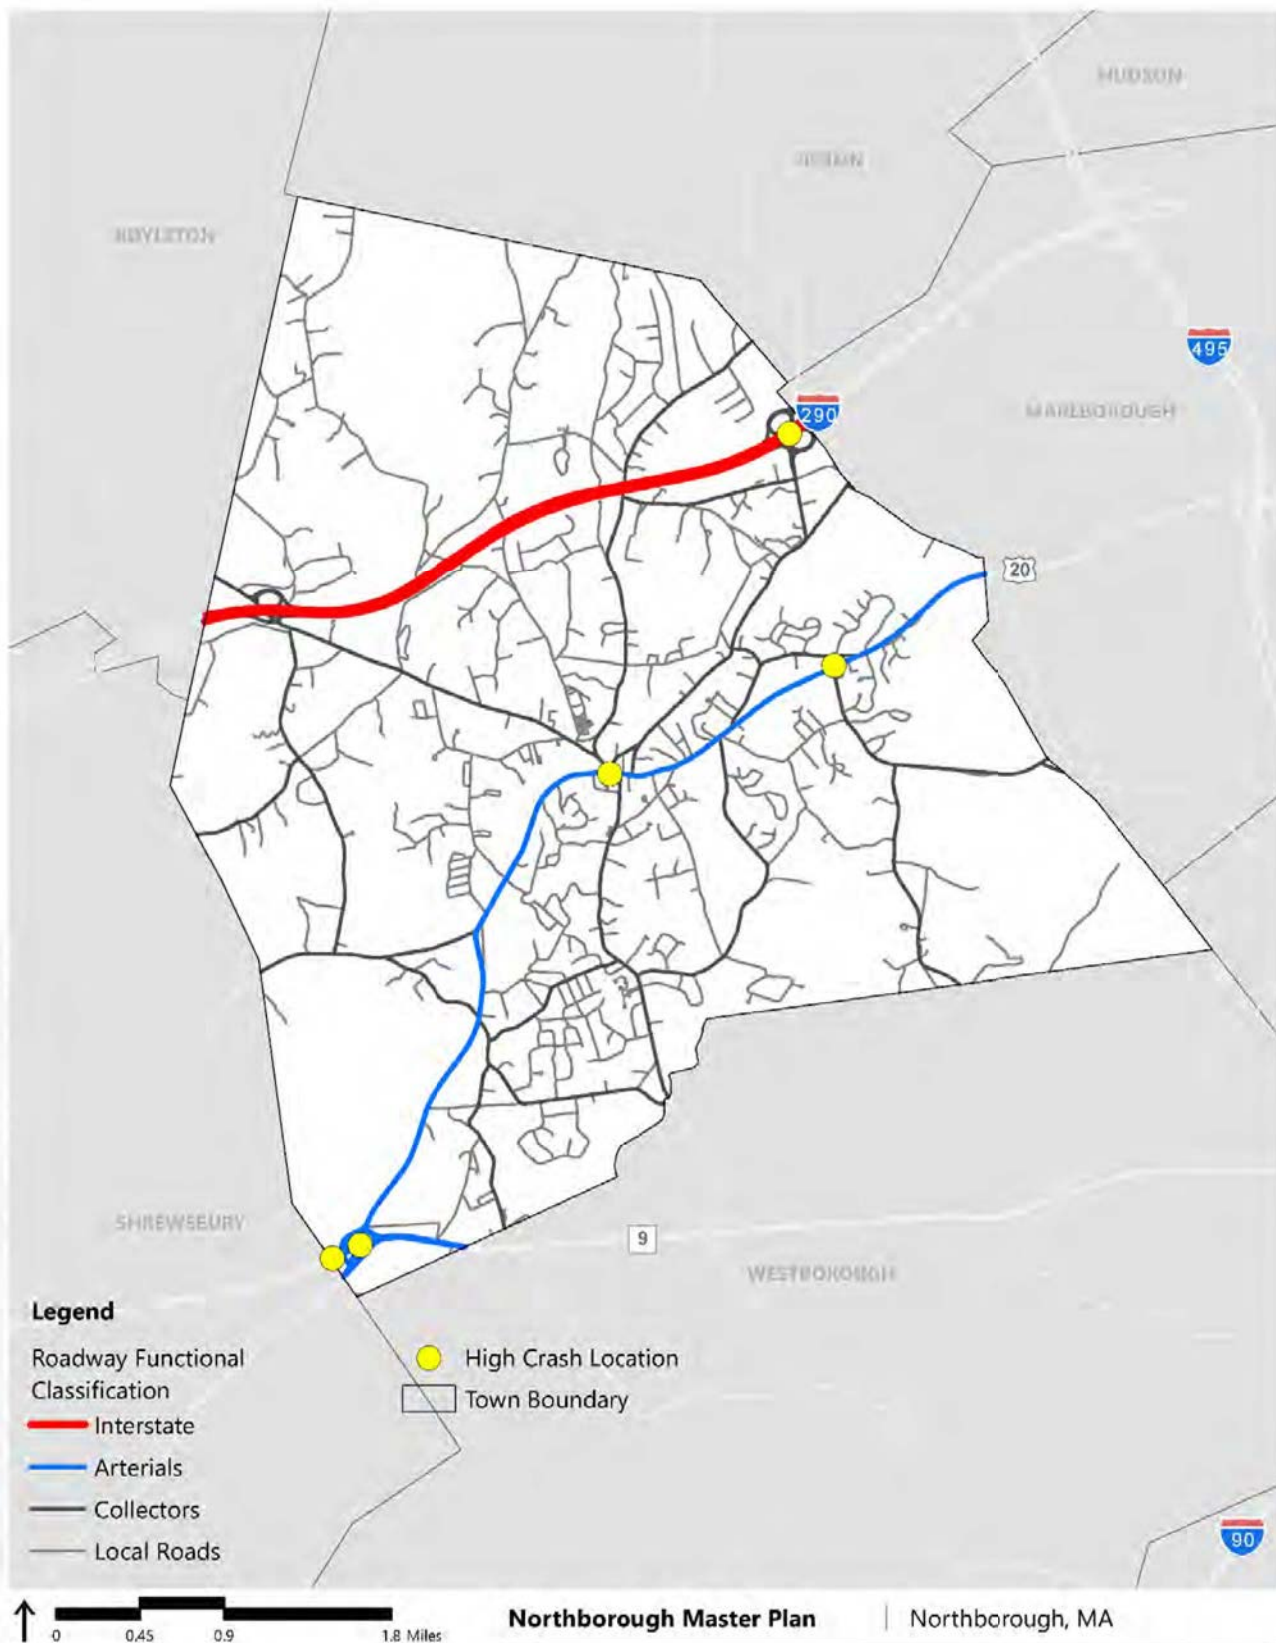 HUDSON
BERLIN
BOYLSTON
495
MARLBOROUGH
290
20
SHREWSBURY
9
WESTBOROUGH
Legend
Roadway Functional
Classification
Interstate
Arterials
Collectors
Local Roads
High Crash Location
Town Boundary
90
0 0.45 0.9 1.8 Miles
Northborough Master Plan | Northborough, MA